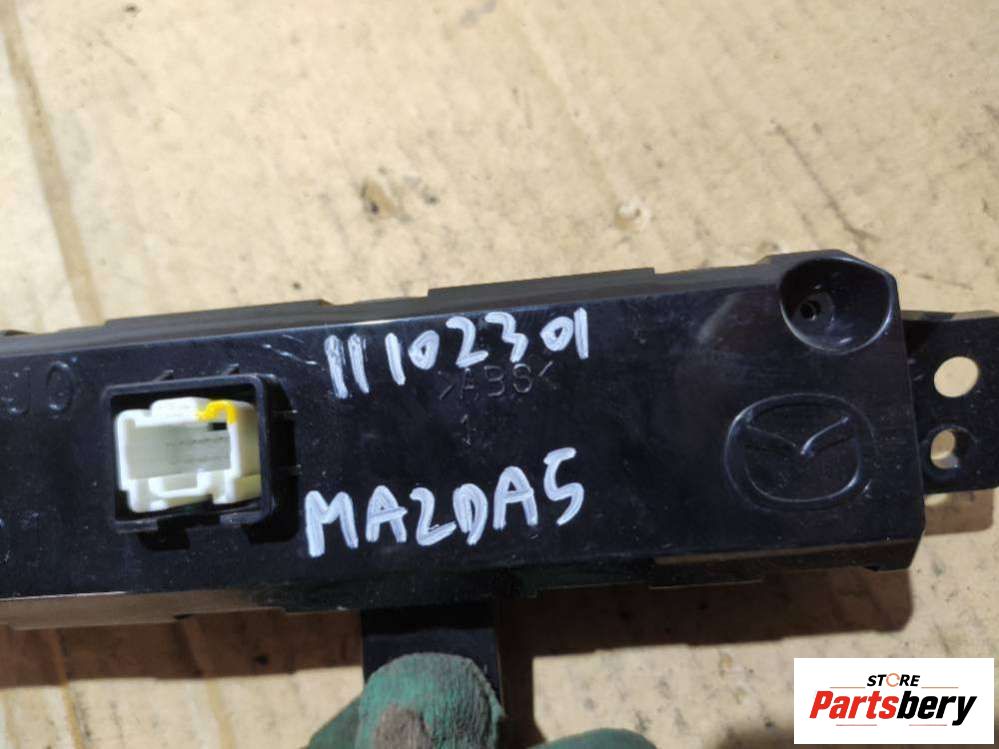 11102301
>ABS<
MAZDA5
STORE
Partsbery